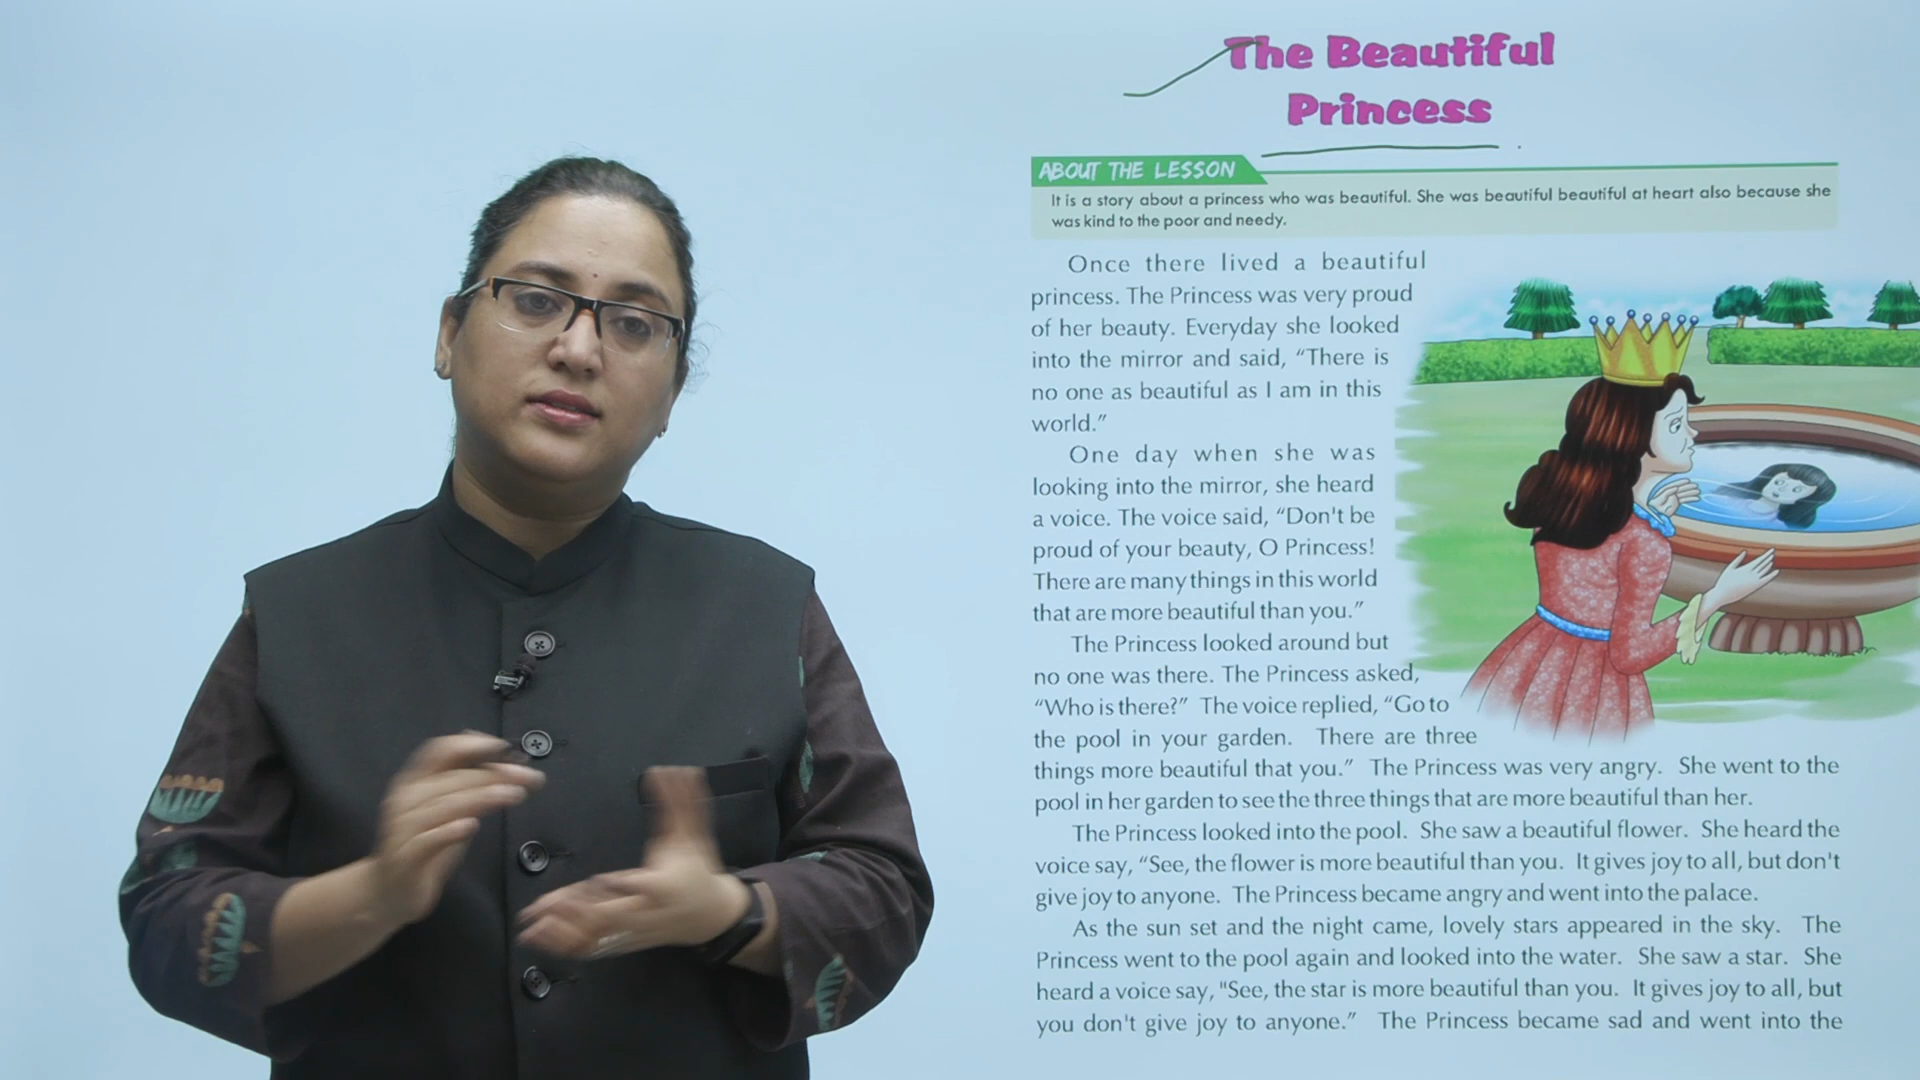 The Beautiful
Princess
ABOUT THE LESSON
It is a story about a princess who was beautiful. She was beautiful beautiful at heart also because she
was kind to the poor and needy.
Once there lived a beautiful
princess. The Princess was very proud
of her beauty. Everyday she looked
into the mirror and said, “There is
no one as beautiful as I am in this
world.”
One day when she was
looking into the mirror, she heard
a voice. The voice said, “Don't be
proud of your beauty, O Princess!
There are many things in this world
that are more beautiful than you.”
The Princess looked around but
no one was there. The Princess asked,
“Who is there?” The voice replied, “Go to
the pool in your garden. There are three
things more beautiful that you.” The Princess was very angry. She went to the
pool in her garden to see the three things that are more beautiful than her.
The Princess looked into the pool. She saw a beautiful flower. She heard the
voice say, “See, the flower is more beautiful than you. It gives joy to all, but don't
give joy to anyone. The Princess became angry and went into the palace.
As the sun set and the night came, lovely stars appeared in the sky. The
Princess went to the pool again and looked into the water. She saw a star. She
heard a voice say, "See, the star is more beautiful than you. It gives joy to all, but
you don't give joy to anyone.” The Princess became sad and went into the